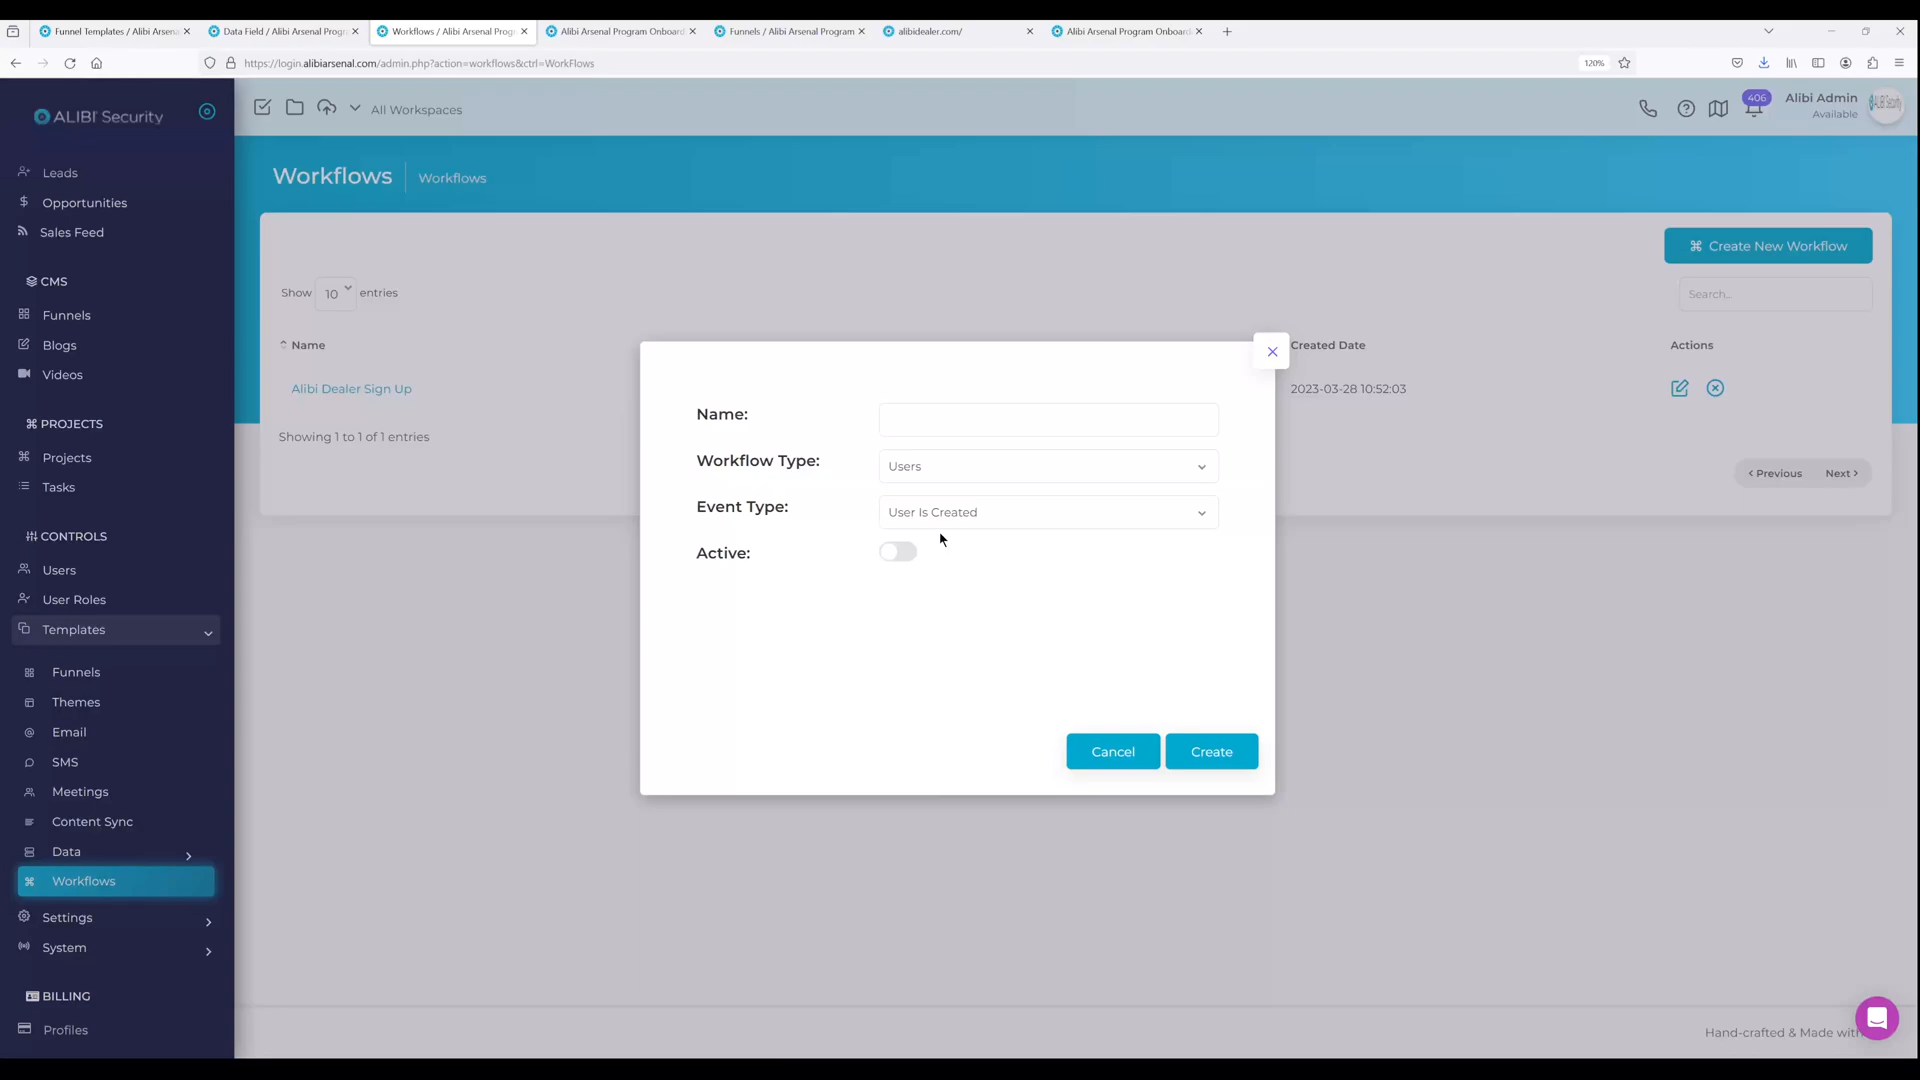 Funnel Templates / Alibi Arsena
Data Field / Alibi Arsenal Progr
Workflows / Alibi Arsenal Prog
Alibi Arsenal Program Onboard
Funnels / Alibi Arsenal Program
alibidealer.com/
Alibi Arsenal Program Onboard
https://login.alibiarsenal.com/admin.php?action=workflows&ctrl=WorkFlows
120%
ALIBI Security
All Workspaces
406
Alibi Admin
Available
Leads
Opportunities
Sales Feed
CMS
Funnels
Blogs
Videos
PROJECTS
Projects
Tasks
CONTROLS
Users
User Roles
Templates
Funnels
Themes
Email
SMS
Meetings
Content Sync
Data
Workflows
Settings
System
BILLING
Profiles
Workflows
Workflows
Create New Workflow
Show 10 entries
Search...
Name
Created Date
Actions
Alibi Dealer Sign Up
2023-03-28 10:52:03
Showing 1 to 1 of 1 entries
Previous
Next
Name:
Workflow Type:
Users
Event Type:
User Is Created
Active:
Cancel
Create
Hand-crafted & Made with